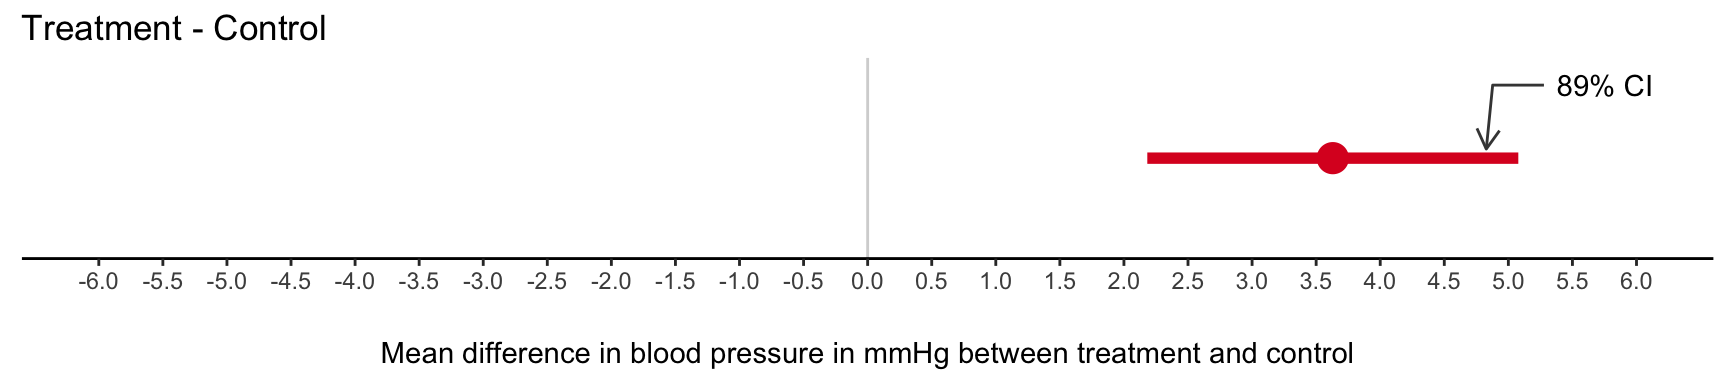 Treatment - Control
89% CI
-6.0 -5.5 -5.0 -4.5 -4.0 -3.5 -3.0 -2.5 -2.0 -1.5 -1.0 -0.5 0.0 0.5 1.0 1.5 2.0 2.5 3.0 3.5 4.0 4.5 5.0 5.5 6.0
Mean difference in blood pressure in mmHg between treatment and control